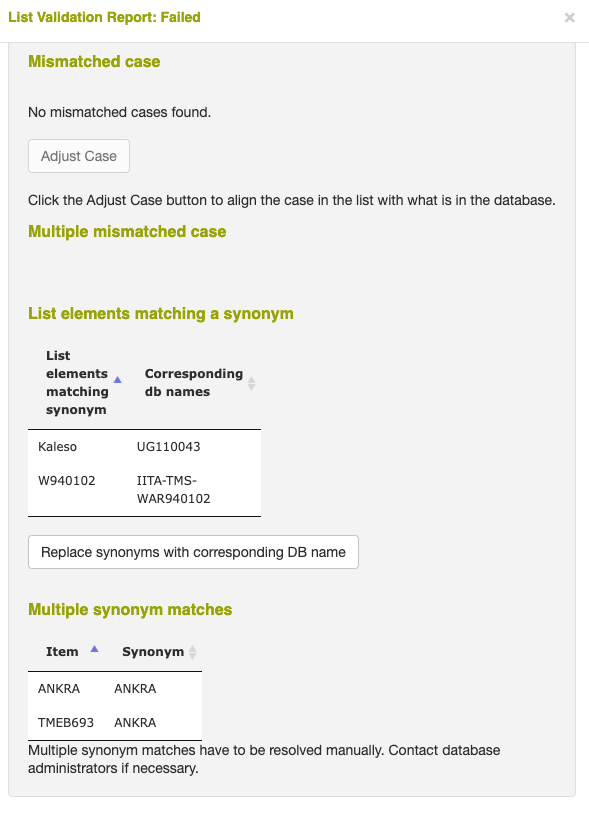 List Validation Report: Failed ×
Mismatched case
No mismatched cases found.
Adjust Case
Click the Adjust Case button to align the case in the list with what is in the database.
Multiple mismatched case
List elements matching a synonym
List
elements
matching
synonym
Corresponding
db names
Kaleso UG110043
W940102 IITA-TMS-
WAR940102
Replace synonyms with corresponding DB name
Multiple synonym matches
Item Synonym
ANKRA ANKRA
TMEB693 ANKRA
Multiple synonym matches have to be resolved manually. Contact database
administrators if necessary.